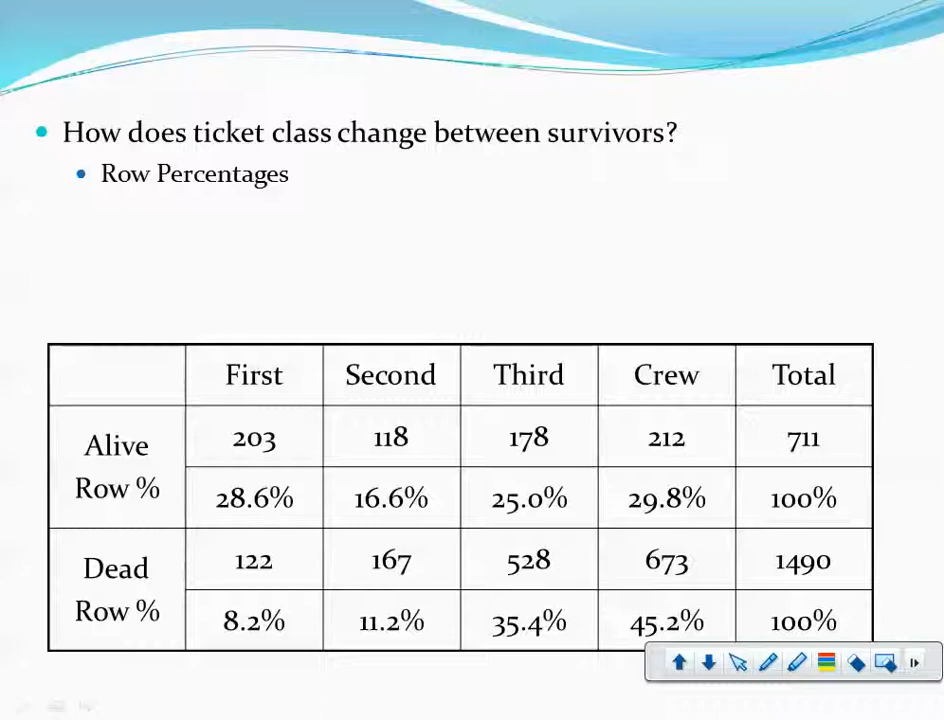 How does ticket class change between survivors?
Row Percentages
First Second Third Crew Total
Alive 203 118 178 212 711
Row % 28.6% 16.6% 25.0% 29.8% 100%
Dead 122 167 528 673 1490
Row % 8.2% 11.2% 35.4% 45.2% 100%